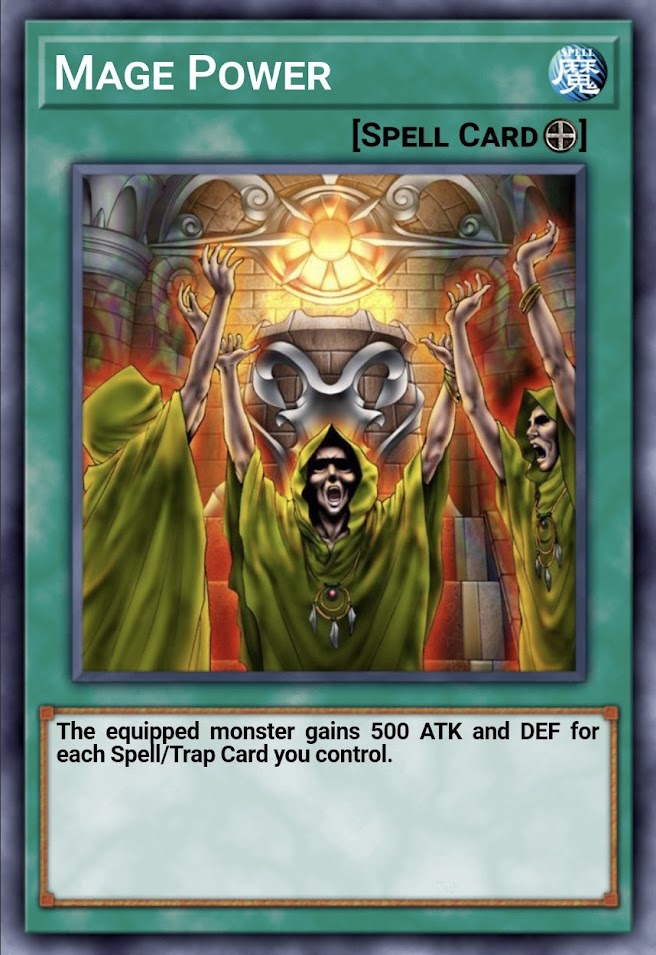 Mage Power
SPELL
魔
[Spell Card]
The equipped monster gains 500 ATK and DEF for
each Spell/Trap Card you control.